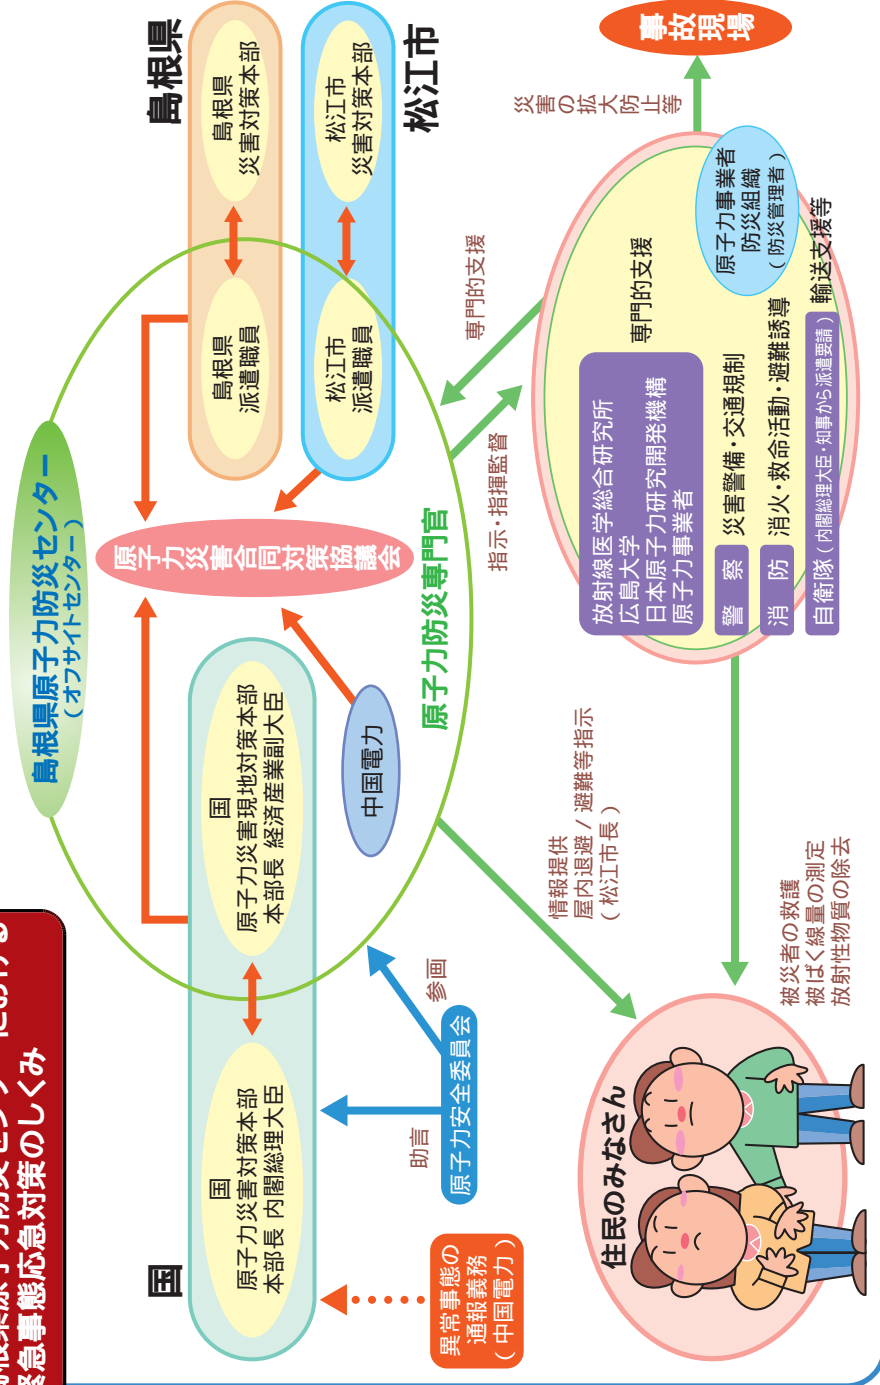 緊急事態応急対策のしくみ
島根県原子力防災センター
(オフサイトセンター)
国
国
原子力災害対策本部
本部長 内閣総理大臣
国
原子力災害現地対策本部
本部長 経済産業副大臣
原子力災害合同対策協議会
島根県
島根県
派遣職員
島根県
災害対策本部
松江市
松江市
派遣職員
松江市
災害対策本部
中国電力
原子力防災専門官
異常事態の
通報義務
(中国電力)
助言
原子力安全委員会
参画
情報提供
屋内退避/避難等指示
(松江市長)
指示・指揮監督
専門的支援
災害の拡大防止等
事故現場
放射線医学総合研究所
広島大学
日本原子力研究開発機構
原子力事業者
専門的支援
警察 災害警備・交通規制
消防 消火・救命活動・避難誘導
自衛隊(内閣総理大臣・知事から派遣要請) 輸送支援等
原子力事業者
防災組織
(防災管理者)
住民のみなさん
被災者の救護
被ばく線量の測定
放射性物質の除去